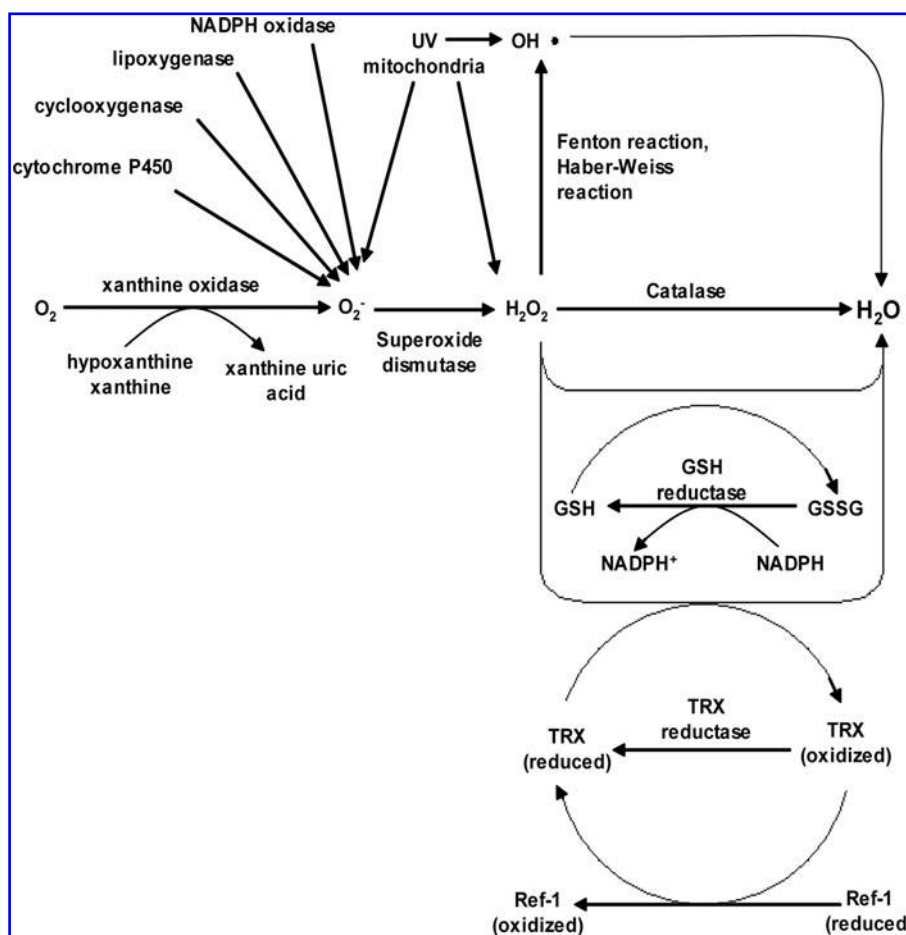 NADPH oxidase
UV
OH •
lipoxygenase
mitochondria
cyclooxygenase
cytochrome P450
Fenton reaction,
Haber-Weiss
reaction
xanthine oxidase
Catalase
O₂
O₂⁻
H₂O₂
H₂O
hypoxanthine
xanthine
xanthine uric
acid
Superoxide
dismutase
GSH
reductase
GSH
GSSG
NADPH⁺
NADPH
TRX
reductase
TRX
(reduced)
TRX
(oxidized)
Ref-1
(oxidized)
Ref-1
(reduced